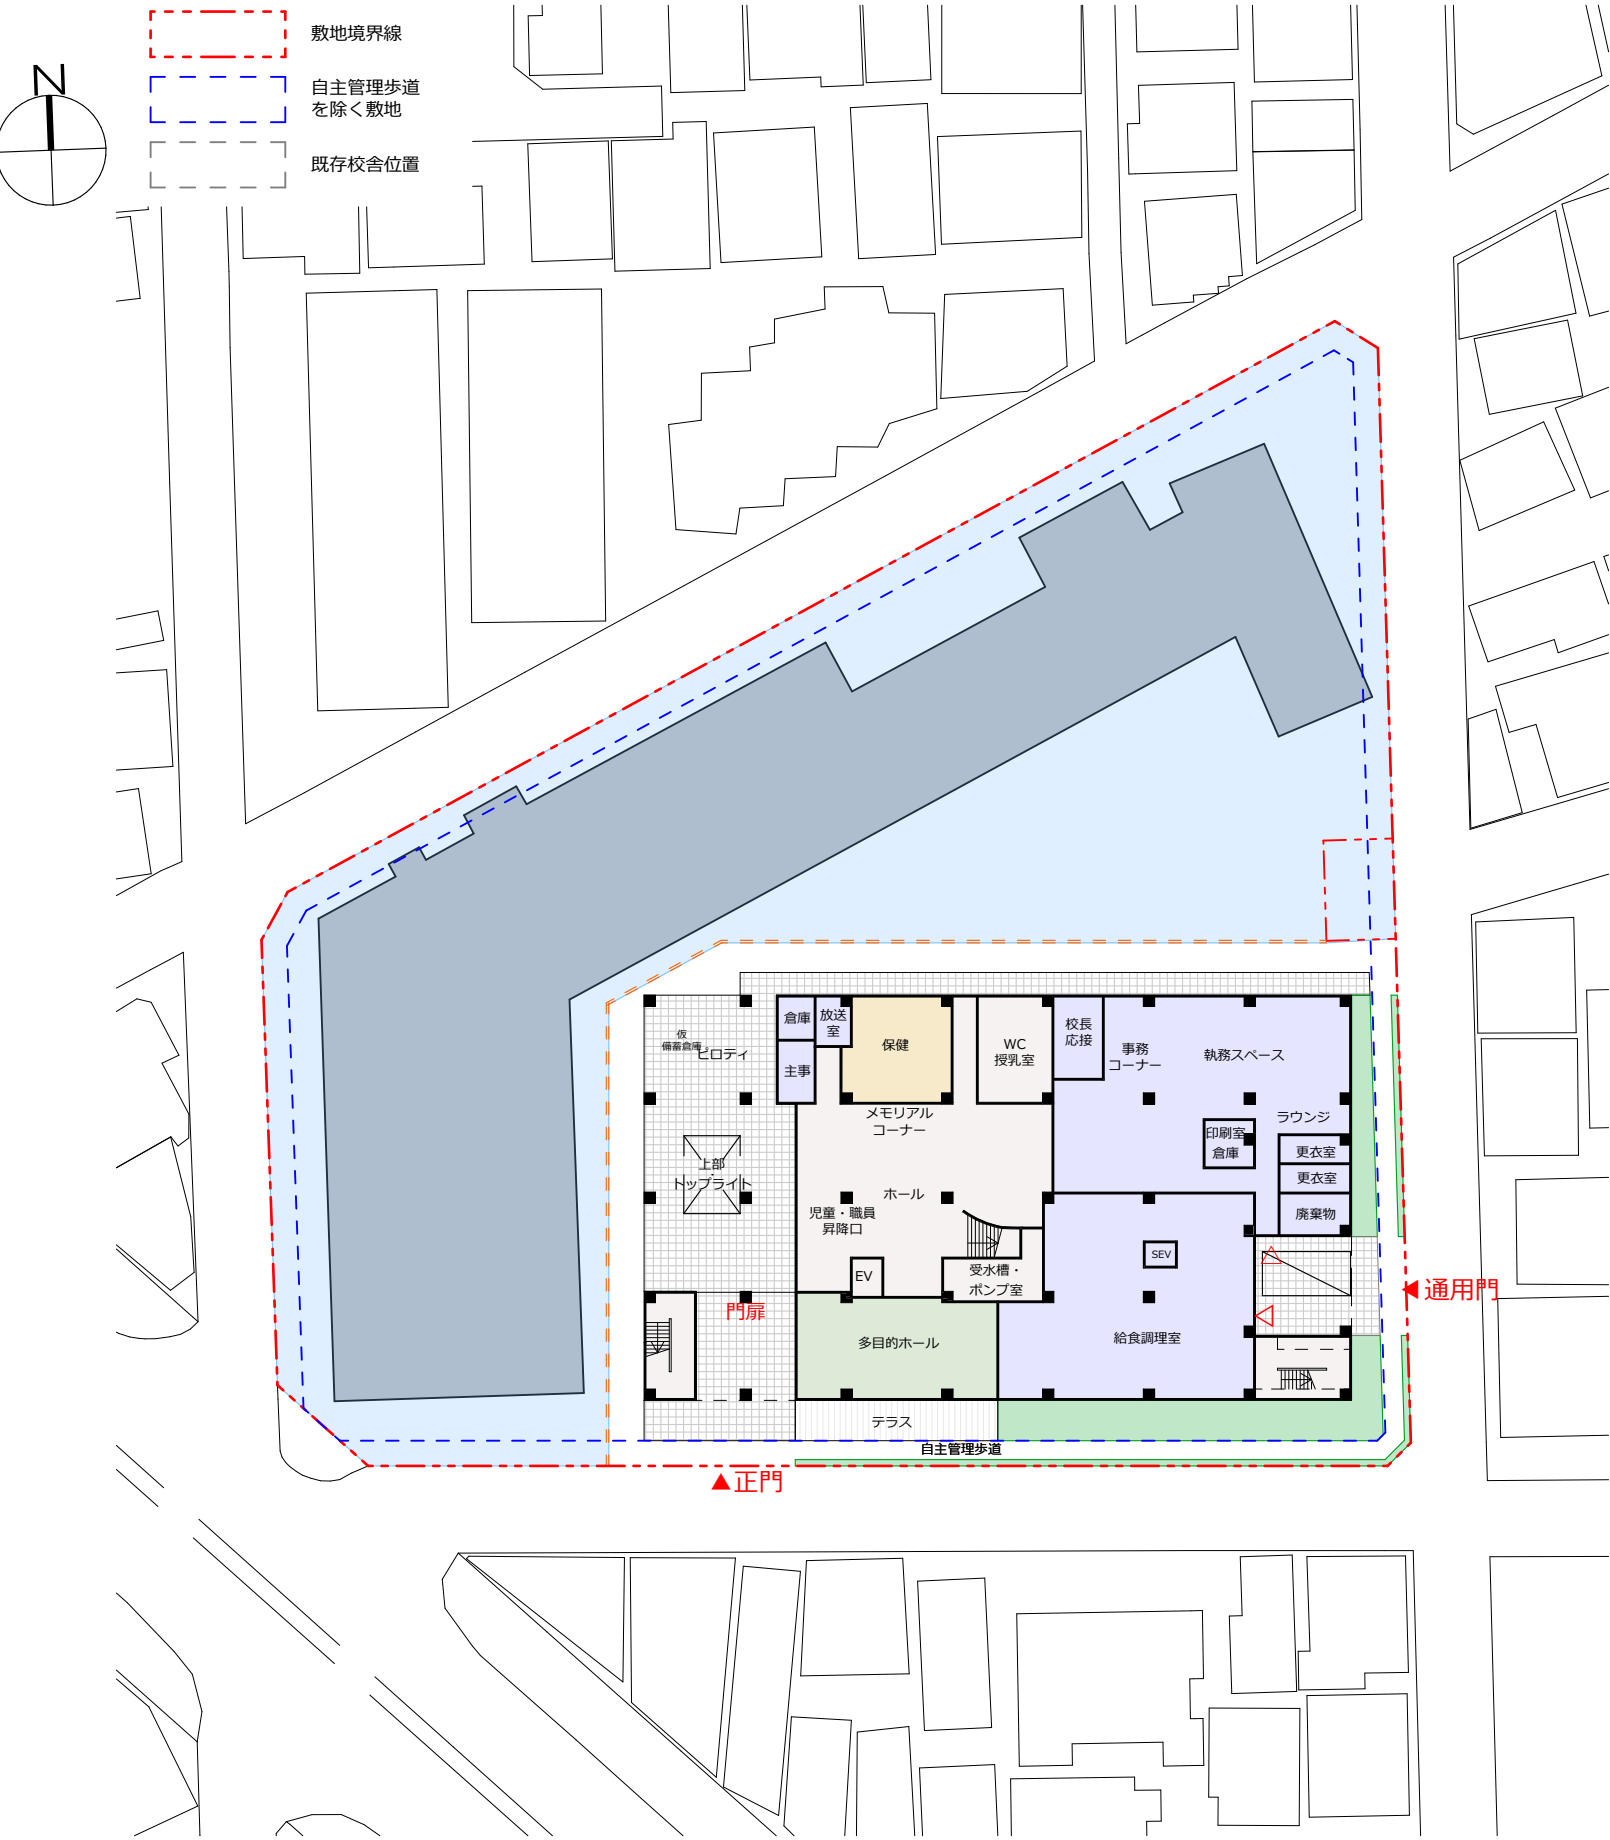 敷地境界線
N
自主管理歩道
を除く敷地
既存校舎位置
倉庫
放送
室
保健
WC
授乳室
校長
応接
事務
コーナー
執務スペース
仮
備蓄倉庫
ピロティ
主事
メモリアル
コーナー
ラウンジ
印刷室
倉庫
更衣室
更衣室
廃棄物
上部
トップライト
ホール
児童・職員
昇降口
SEV
EV
受水槽・
ポンプ室
通用門
門扉
多目的ホール
給食調理室
テラス
自主管理歩道
正門